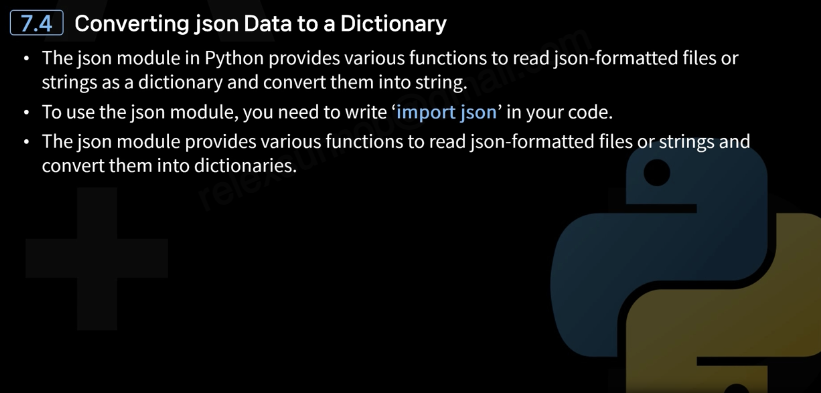 7.4 Converting json Data to a Dictionary
• The json module in Python provides various functions to read json-formatted files or
strings as a dictionary and convert them into string.
• To use the json module, you need to write ‘import json’ in your code.
• The json module provides various functions to read json-formatted files or strings and
convert them into dictionaries.